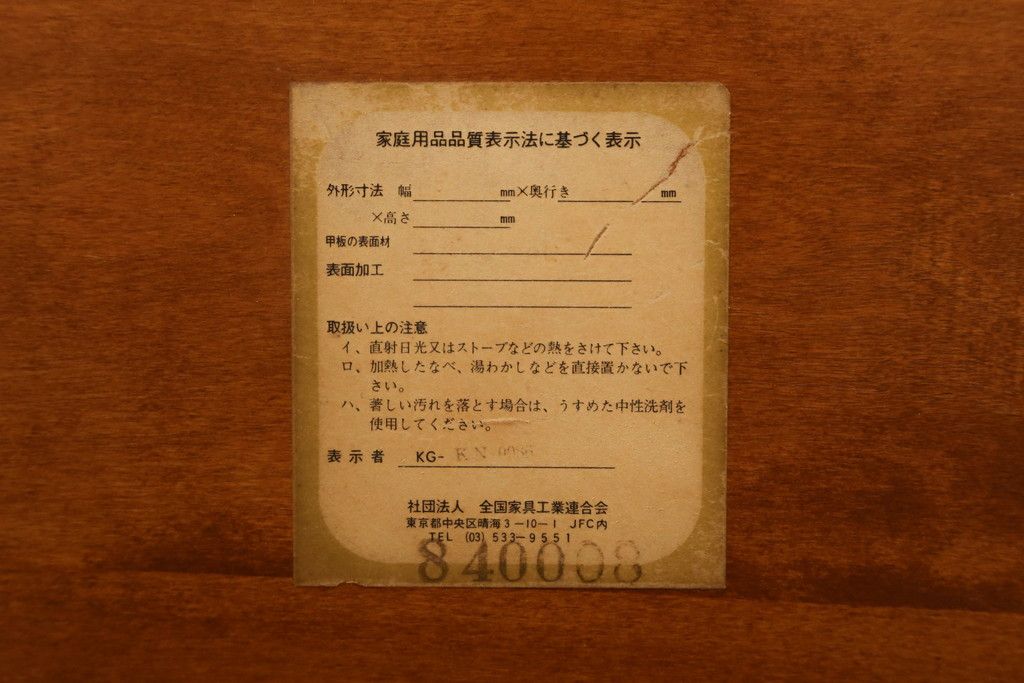 家庭用品品質表示法に基づく表示
外形寸法 幅 mm×奥行き mm
×高さ mm
甲板の表面材
表面加工
取扱い上の注意
イ、直射日光又はストーブなどの熱をさけて下さい。
ロ、加熱したなべ、湯わかしなどを直接置かないで下
さい。
ハ、著しい汚れを落とす場合は、うすめた中性洗剤を
使用してください。
表示者 KG- KN
社団法人 全国家具工業連合会
東京都中央区晴海3-10-1 JFC内
TEL (03) 533-9551
840008